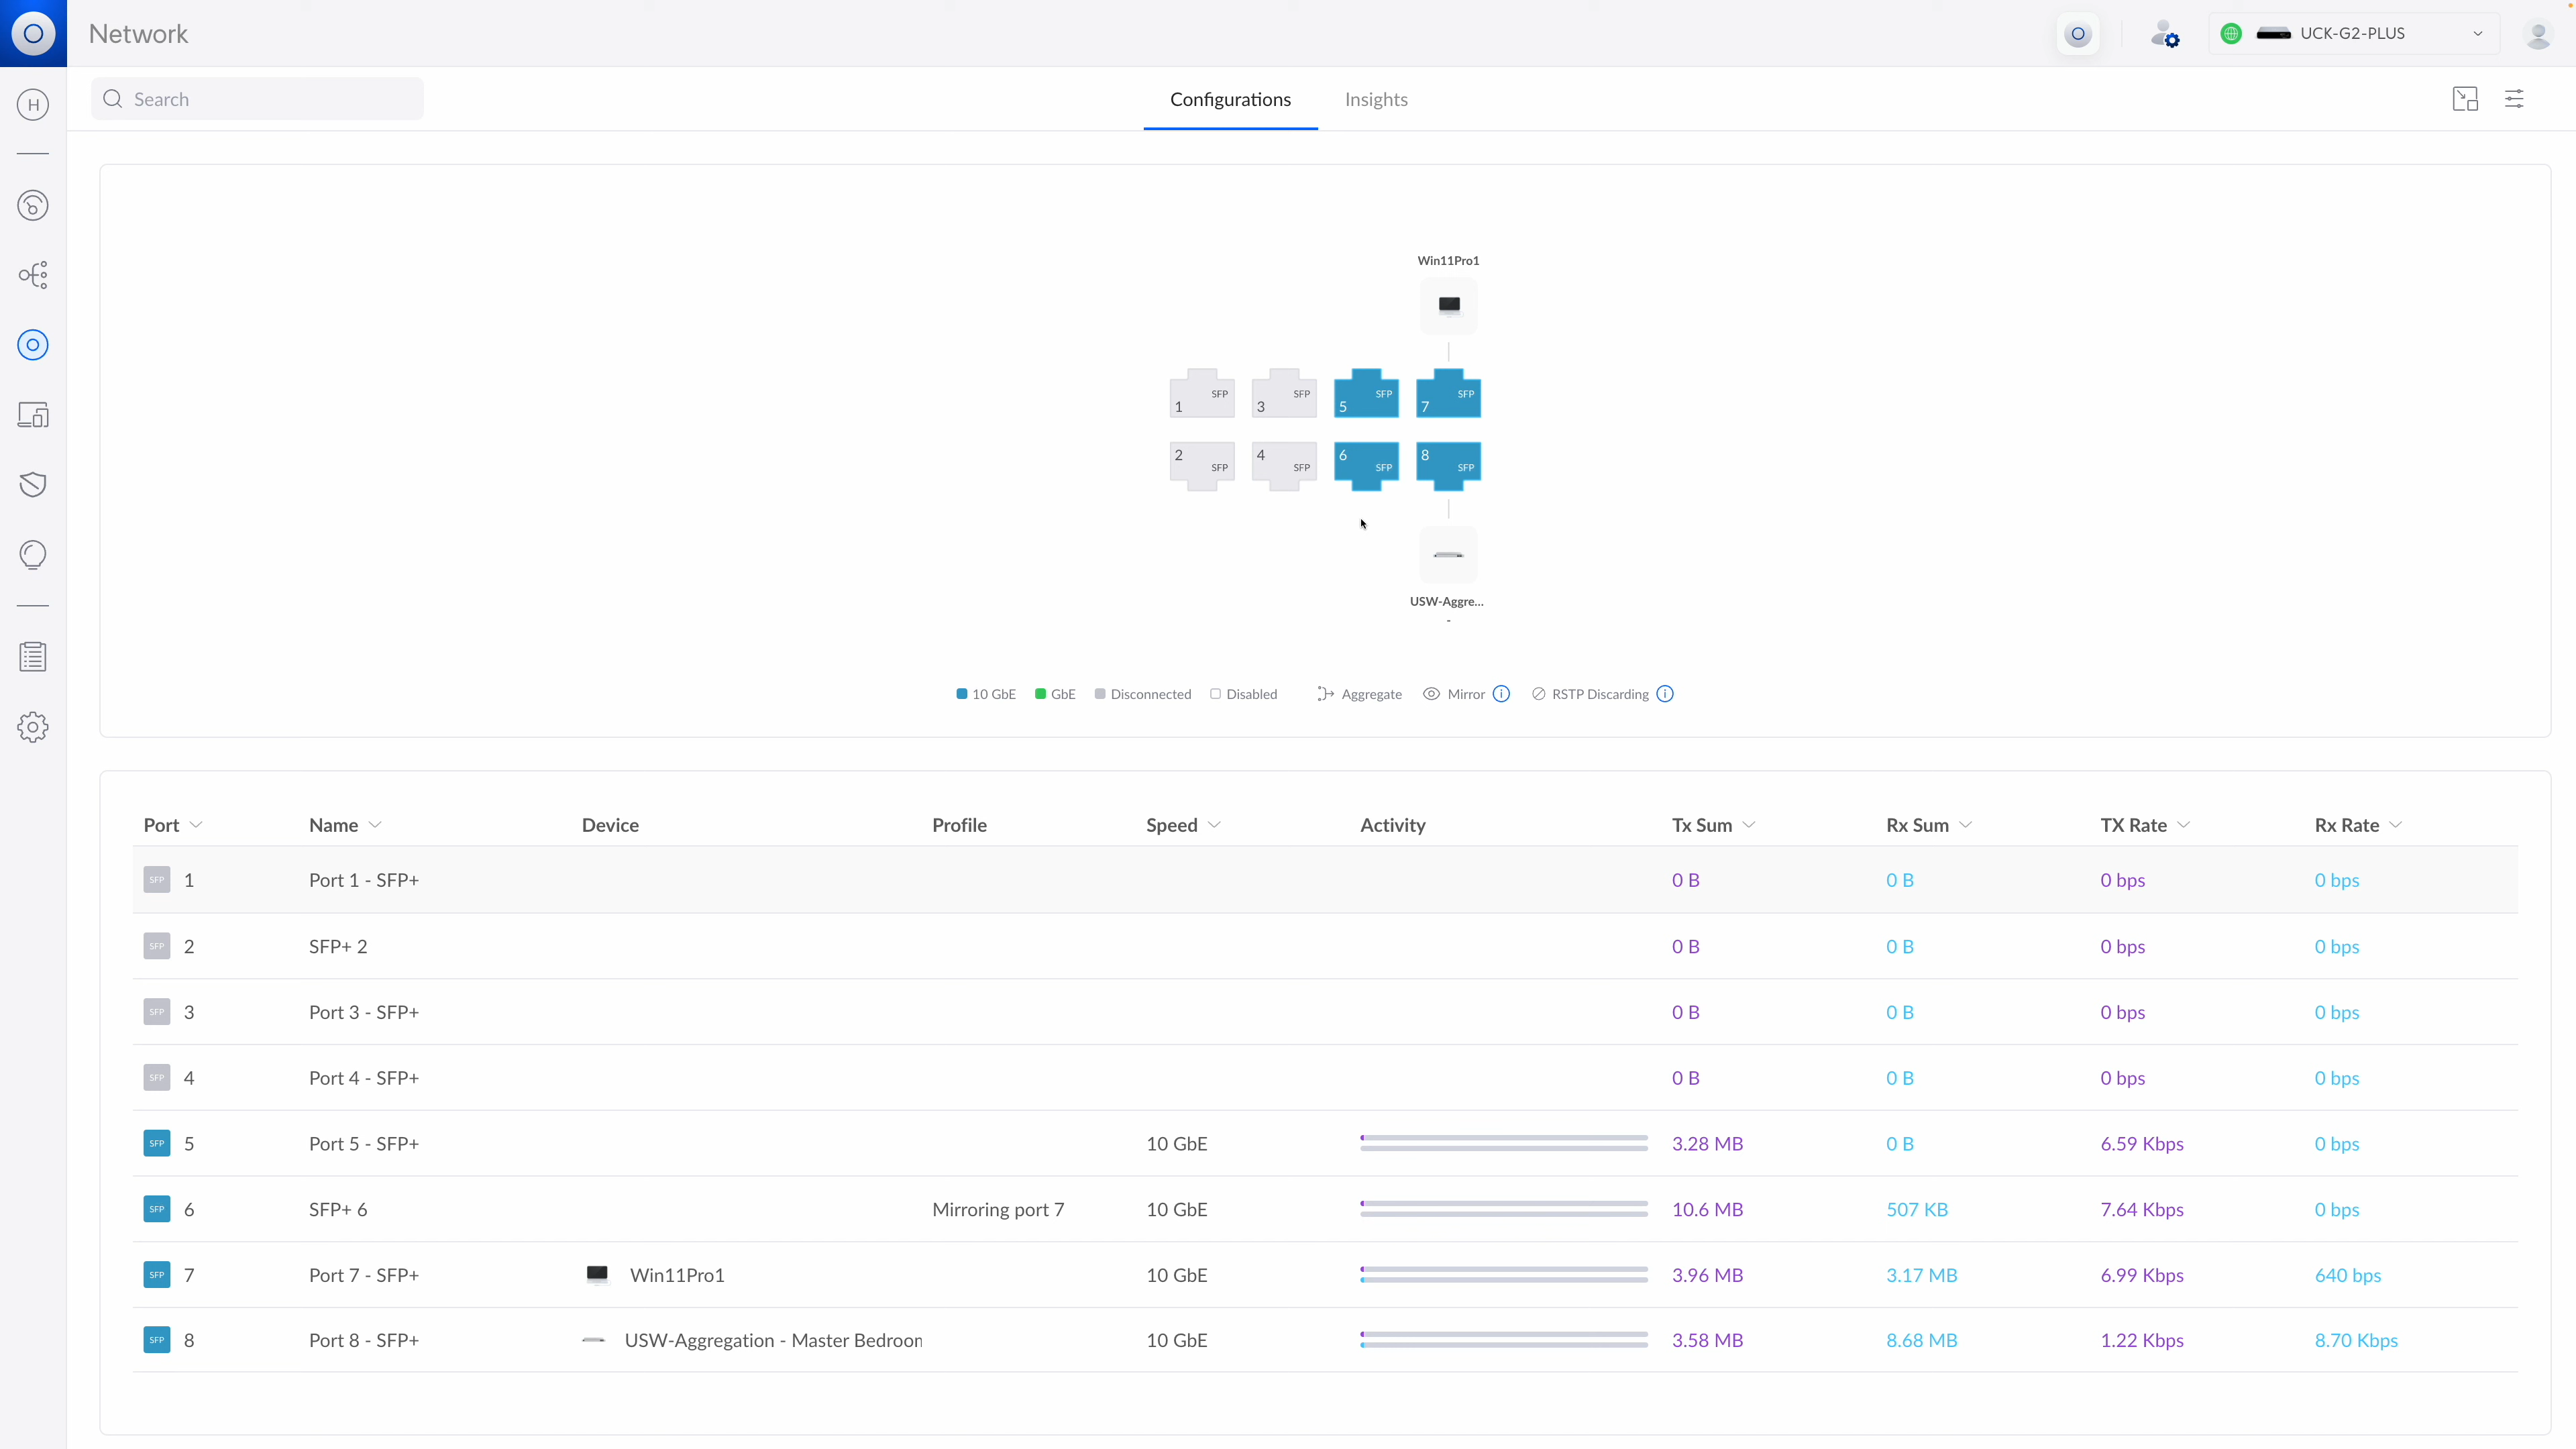 Network
UCK-G2-PLUS
H
Search
Configurations Insights
Win11Pro1
1 SFP 3 SFP 5 SFP 7 SFP
2 SFP 4 SFP 6 SFP 8 SFP
USW-Aggre...
-
10 GbE GbE Disconnected Disabled Aggregate Mirror i RSTP Discarding i
Port Name Device Profile Speed Activity Tx Sum Rx Sum TX Rate Rx Rate
SFP 1 Port 1 - SFP+ 0 B 0 B 0 bps 0 bps
SFP 2 SFP+ 2 0 B 0 B 0 bps 0 bps
SFP 3 Port 3 - SFP+ 0 B 0 B 0 bps 0 bps
SFP 4 Port 4 - SFP+ 0 B 0 B 0 bps 0 bps
SFP 5 Port 5 - SFP+ 10 GbE 3.28 MB 0 B 6.59 Kbps 0 bps
SFP 6 SFP+ 6 Mirroring port 7 10 GbE 10.6 MB 507 KB 7.64 Kbps 0 bps
SFP 7 Port 7 - SFP+ Win11Pro1 10 GbE 3.96 MB 3.17 MB 6.99 Kbps 640 bps
SFP 8 Port 8 - SFP+ USW-Aggregation - Master Bedroon 10 GbE 3.58 MB 8.68 MB 1.22 Kbps 8.70 Kbps